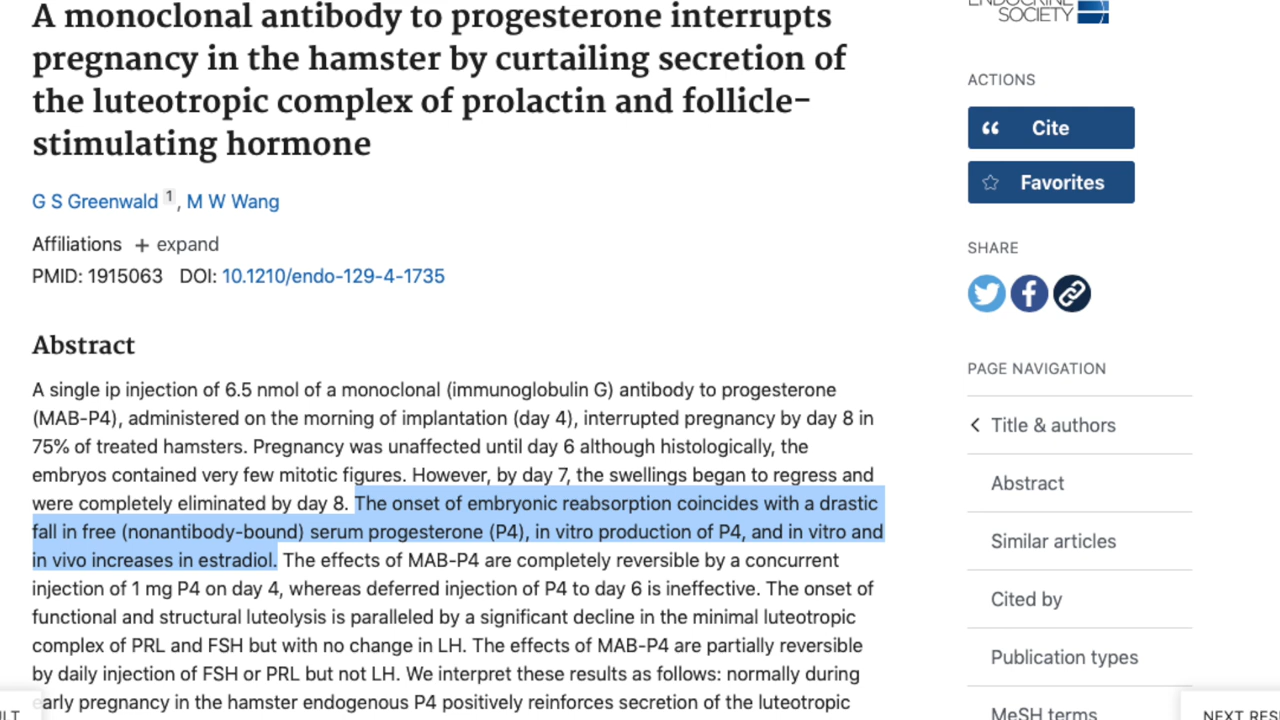 A monoclonal antibody to progesterone interrupts
pregnancy in the hamster by curtailing secretion of
the luteotropic complex of prolactin and follicle-
stimulating hormone
G S Greenwald 1, M W Wang
Affiliations + expand
PMID: 1915063 DOI: 10.1210/endo-129-4-1735
Abstract
A single ip injection of 6.5 nmol of a monoclonal (immunoglobulin G) antibody to progesterone
(MAB-P4), administered on the morning of implantation (day 4), interrupted pregnancy by day 8 in
75% of treated hamsters. Pregnancy was unaffected until day 6 although histologically, the
embryos contained very few mitotic figures. However, by day 7, the swellings began to regress and
were completely eliminated by day 8. The onset of embryonic reabsorption coincides with a drastic
fall in free (nonantibody-bound) serum progesterone (P4), in vitro production of P4, and in vitro and
in vivo increases in estradiol. The effects of MAB-P4 are completely reversible by a concurrent
injection of 1 mg P4 on day 4, whereas deferred injection of P4 to day 6 is ineffective. The onset of
functional and structural luteolysis is paralleled by a significant decline in the minimal luteotropic
complex of PRL and FSH but with no change in LH. The effects of MAB-P4 are partially reversible
by daily injection of FSH or PRL but not LH. We interpret these results as follows: normally during
early pregnancy in the hamster endogenous P4 positively reinforces secretion of the luteotropic
ENDOCRINE
SOCIETY
ACTIONS
Cite
Favorites
SHARE
PAGE NAVIGATION
Title & authors
Abstract
Similar articles
Cited by
Publication types
MeSH terms
NEXT RES